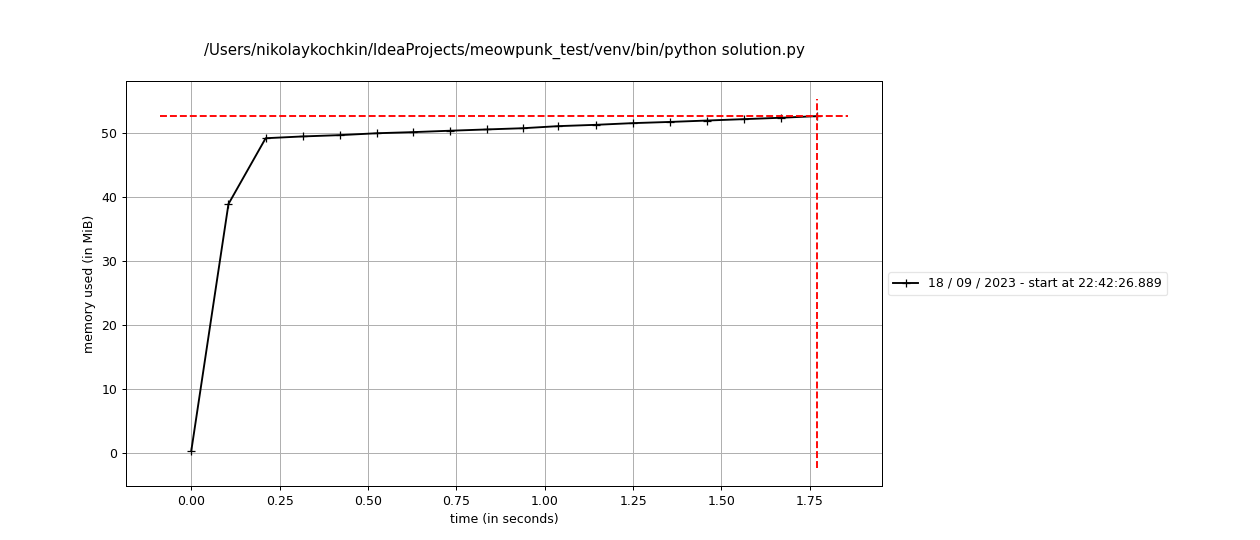 /Users/nikolaykochkin/IdeaProjects/meowpunk_test/venv/bin/python solution.py
50
40
30
20
10
0
memory used (in MiB)
0.00 0.25 0.50 0.75 1.00 1.25 1.50 1.75
time (in seconds)
18 / 09 / 2023 - start at 22:42:26.889